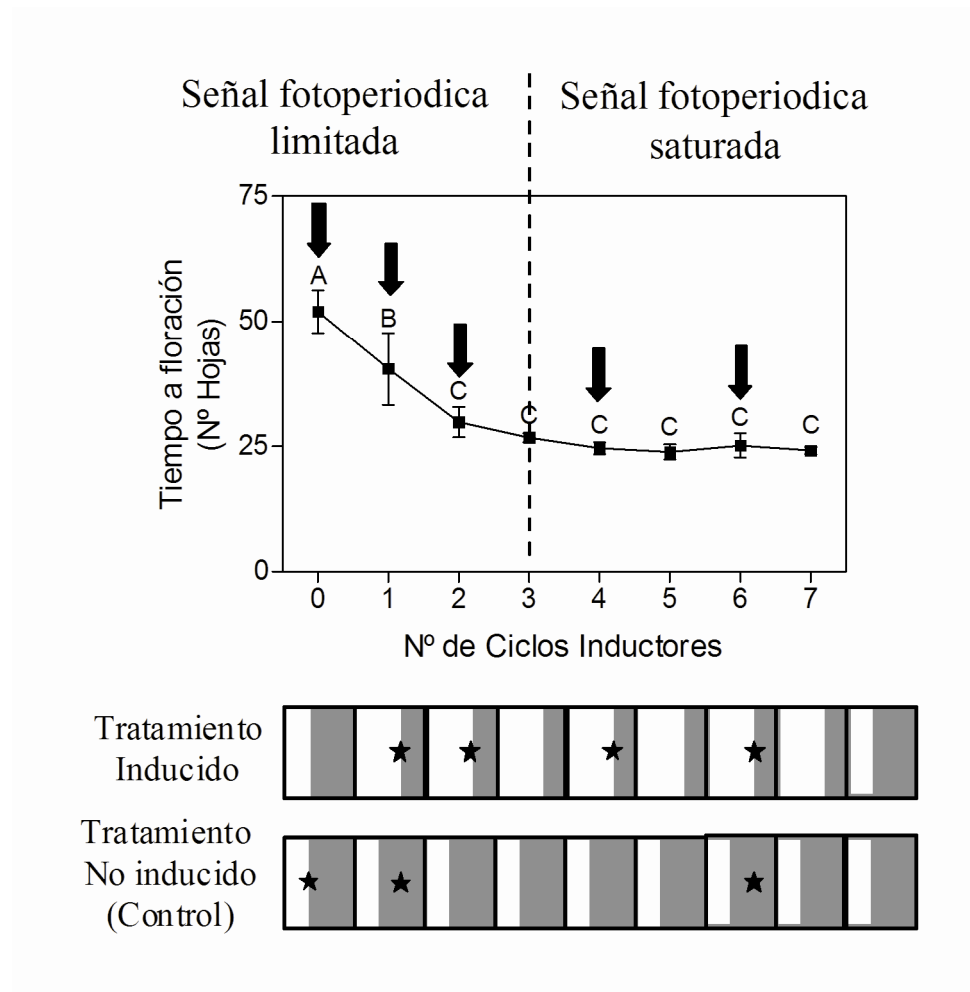 Señal fotoperiodica
limitada
Señal fotoperiodica
saturada
75
50
25
0
Tiempo a floración
(Nº Hojas)
A
B
C
C
C
C
C
C
0 1 2 3 4 5 6 7
Nº de Ciclos Inductores
Tratamiento
Inducido
Tratamiento
No inducido
(Control)